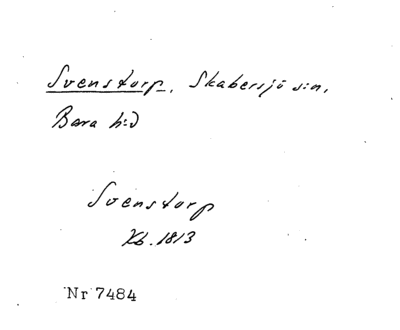 Svenstorp, Skabersjö s:n,
Bara h:d
Svenstorp
Kb. 1813
Nr 7484